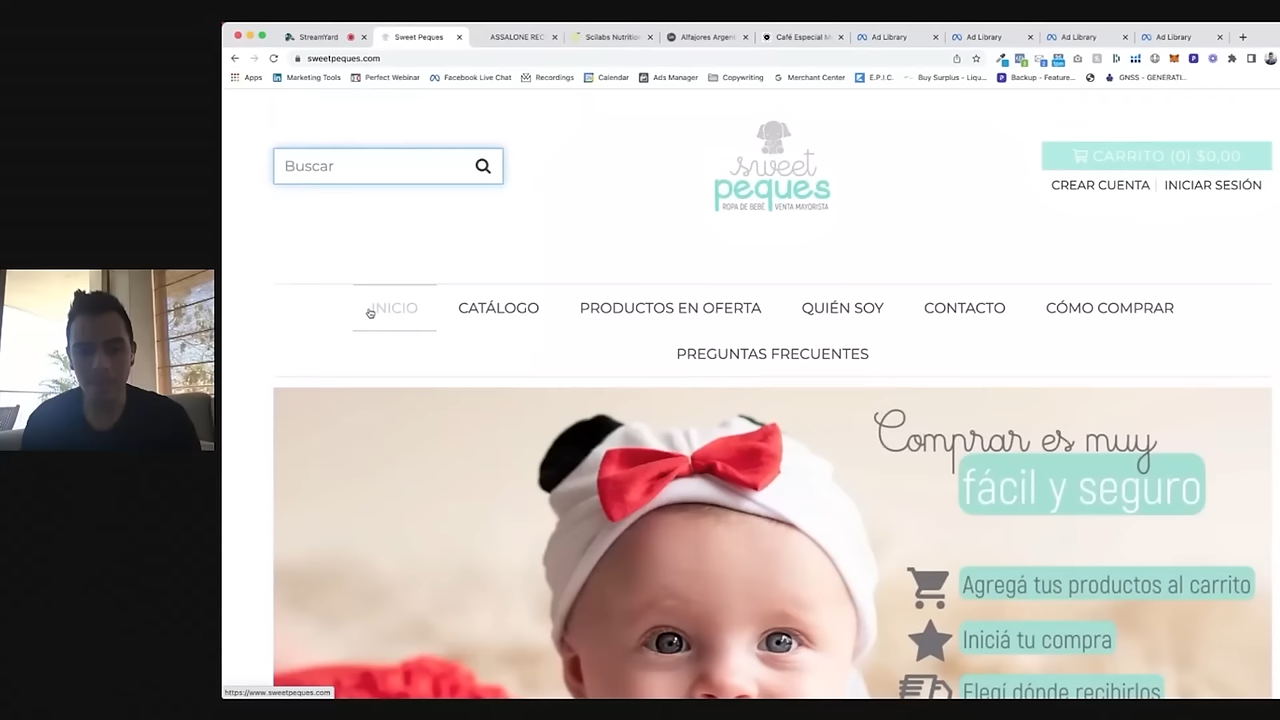 StreamYard
Sweet Peques
ASSALONE REC
Scilabs Nutrition
Alfajores Argen
Café Especial M
Ad Library
Ad Library
Ad Library
Ad Library
sweetpeques.com
Apps
Marketing Tools
Perfect Webinar
Facebook Live Chat
Recordings
Calendar
Ads Manager
Copywriting
Merchant Center
E.P.I.C.
Buy Surplus - Liqu...
Backup - Feature...
GNSS - GENERATI...
Buscar
sweet
peques
ROPA DE BEBÉ VENTA MAYORISTA
CARRITO (0) $0,00
CREAR CUENTA INICIAR SESIÓN
INICIO CATÁLOGO PRODUCTOS EN OFERTA QUIÉN SOY CONTACTO CÓMO COMPRAR
PREGUNTAS FRECUENTES
Comprar es muy
fácil y seguro
Agregá tus productos al carrito
Iniciá tu compra
Elegí dónde recibirlos
https://www.sweetpeques.com